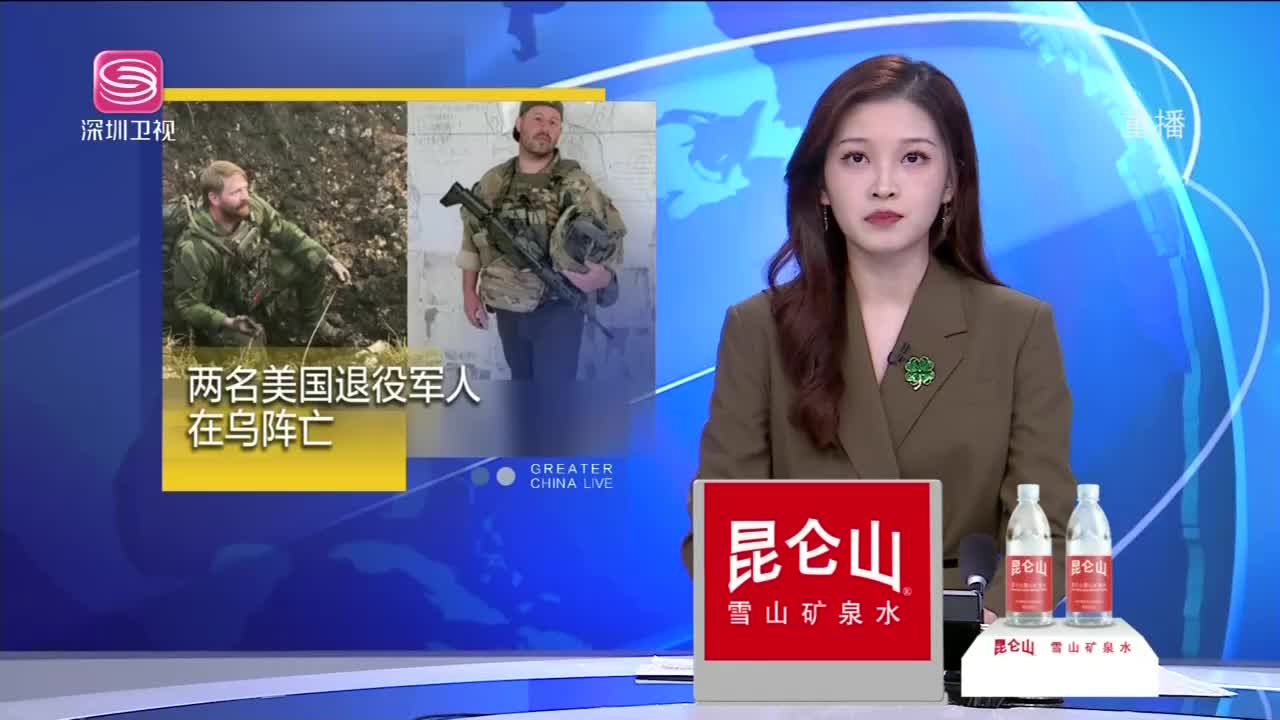 深圳卫视
重播
两名美国退役军人
在乌阵亡
GREATER
CHINA LIVE
昆仑山®
雪山矿泉水
昆仑山
昆仑山
昆仑山 雪山矿泉水